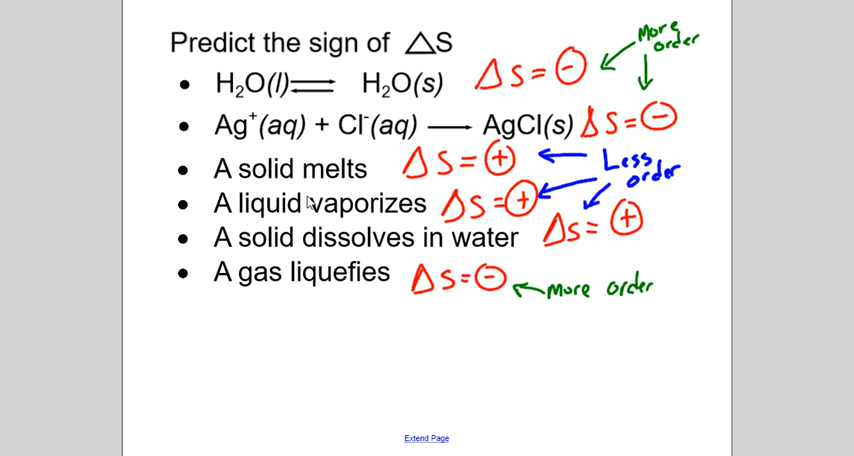 Predict the sign of △S
More order
• H₂O(l)⇌ H₂O(s) ΔS = ⊖
• Ag⁺(aq) + Cl⁻(aq) ⟶ AgCl(s) ΔS = ⊖
• A solid melts ΔS = ⊕ Less order
• A liquid vaporizes ΔS = ⊕
• A solid dissolves in water ΔS = ⊕
• A gas liquefies ΔS = ⊖ More order
Extend Page